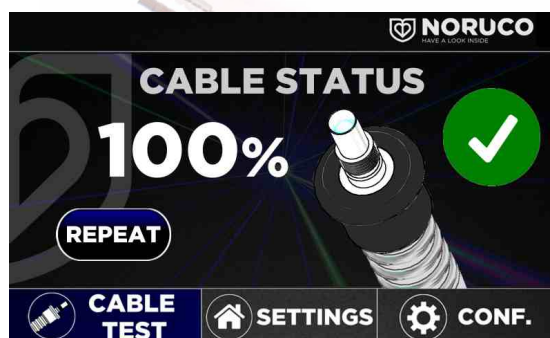 NORUCO
HAVE A LOOK INSIDE
CABLE STATUS
100%
REPEAT
CABLE
TEST
SETTINGS
CONF.